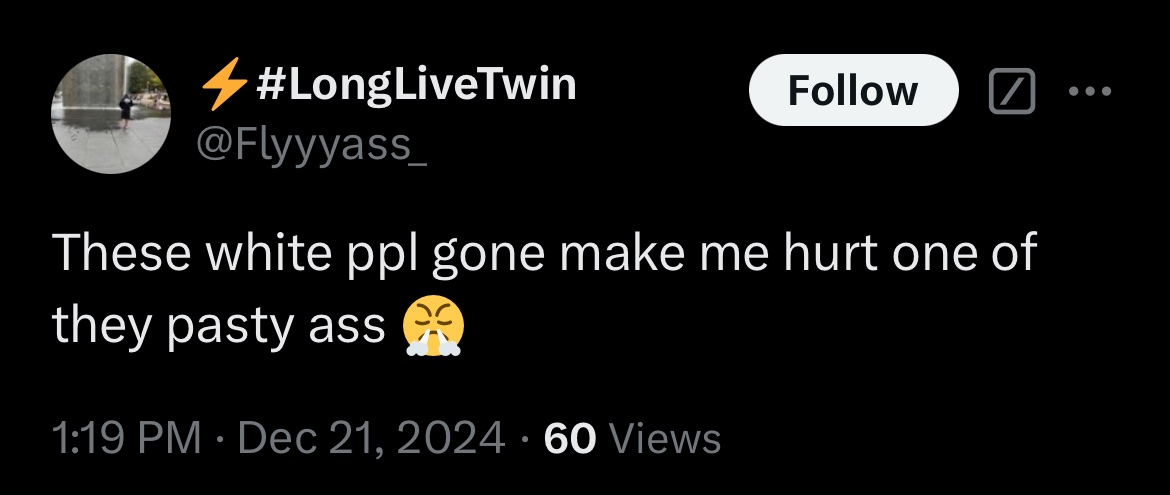 ⚡#LongLiveTwin
Follow
@Flyyyass_
These white ppl gone make me hurt one of
they pasty ass 😤
1:19 PM · Dec 21, 2024 · 60 Views